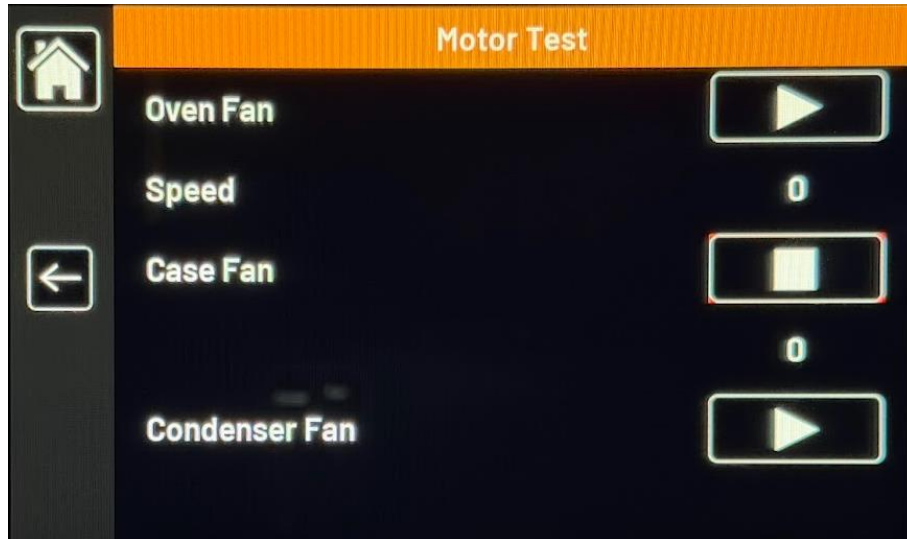 Motor Test
Oven Fan
Speed 0
Case Fan
0
Condenser Fan